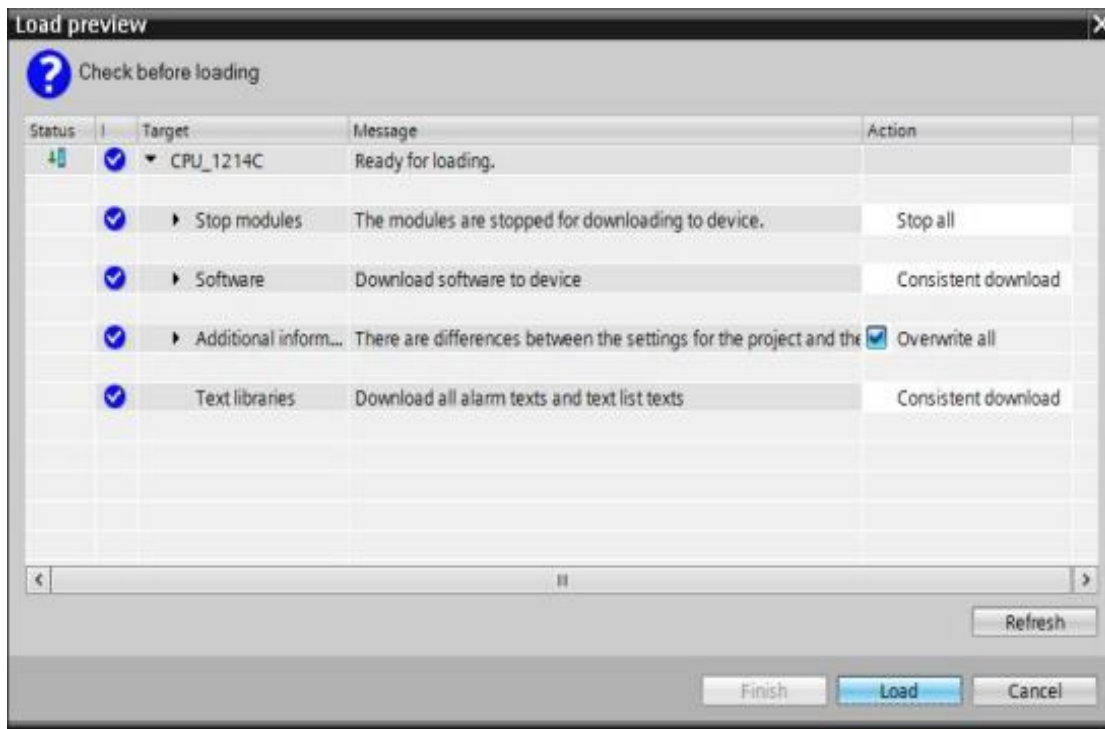 Load preview
Check before loading
Status ! Target Message Action
CPU_1214C Ready for loading.
Stop modules The modules are stopped for downloading to device. Stop all
Software Download software to device Consistent download
Additional inform... There are differences between the settings for the project and the Overwrite all
Text libraries Download all alarm texts and text list texts Consistent download
Refresh
Finish Load Cancel